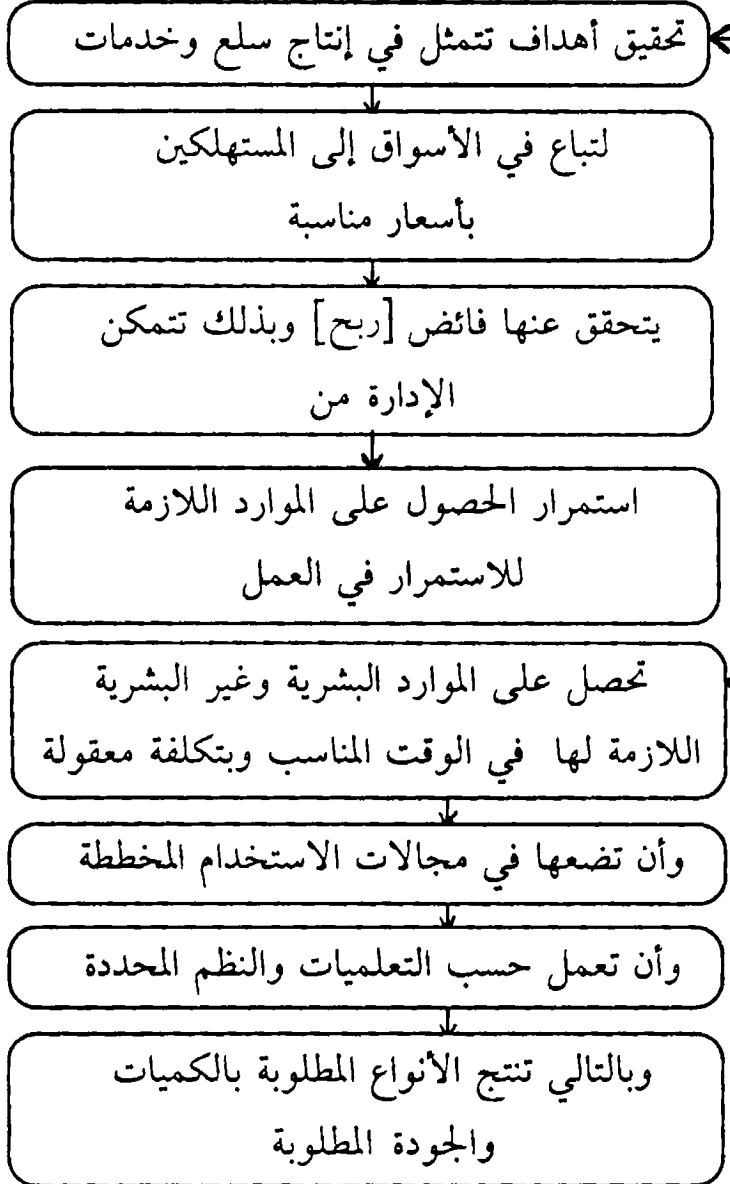 تحقيق أهداف تتمثل في إنتاج سلع وخدمات
لتباع في الأسواق إلى المستهلكين
بأسعار مناسبة
يتحقق عنها فائض [ربح] وبذلك تتمكن
الإدارة من
استمرار الحصول على الموارد اللازمة
للاستمرار في العمل
تحصل على الموارد البشرية وغير البشرية
اللازمة لها في الوقت المناسب وبتكلفة معقولة
وأن تضعها في مجالات الاستخدام المخططة
وأن تعمل حسب التعلميات والنظم المحددة
وبالتالي تنتج الأنواع المطلوبة بالكميات
والجودة المطلوبة